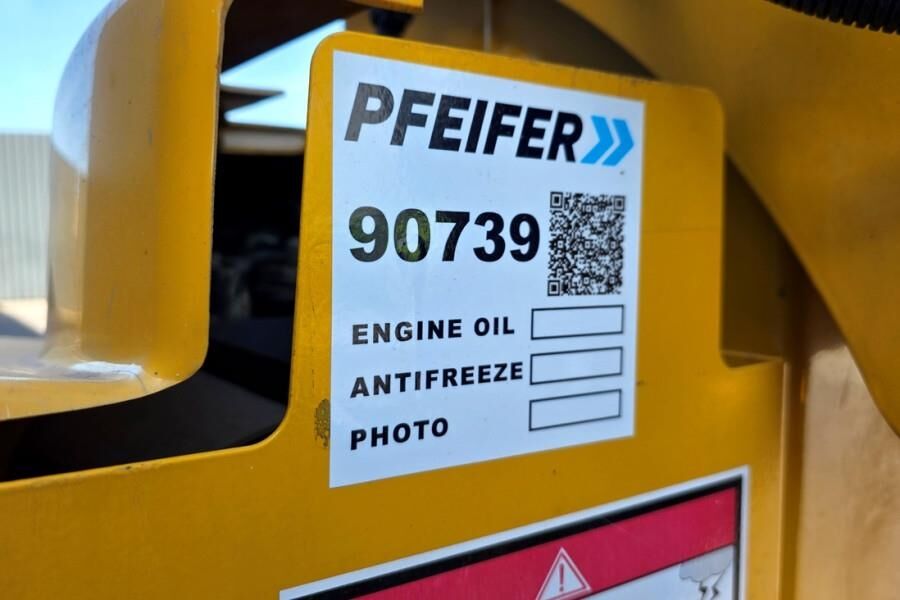 PFEIFER
90739
ENGINE OIL
ANTIFREEZE
PHOTO